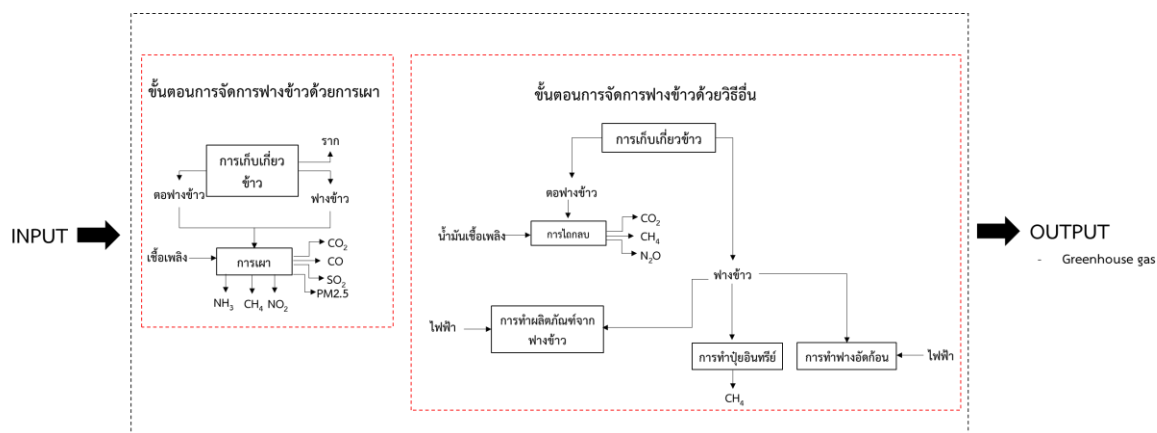 ขั้นตอนการจัดการฟางข้าวด้วยการเผา
ราก
การเก็บเกี่ยว
ข้าว
ตอฟางข้าว
ฟางข้าว
เชื้อเพลิง
การเผา
CO₂
CO
SO₂
PM2.5
NH₃
CH₄
NO₂
ขั้นตอนการจัดการฟางข้าวด้วยวิธีอื่น
การเก็บเกี่ยวข้าว
ตอฟางข้าว
น้ำมันเชื้อเพลิง
การไถกลบ
CO₂
CH₄
N₂O
ฟางข้าว
ไฟฟ้า
การทำผลิตภัณฑ์จาก
ฟางข้าว
การทำปุ๋ยอินทรีย์
CH₄
การทำฟางอัดก้อน
ไฟฟ้า
INPUT
OUTPUT
- Greenhouse gas